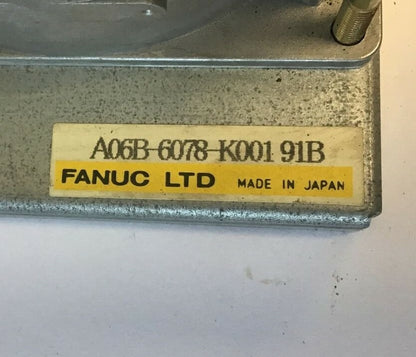 A06B-6078-K001 91B
FANUC LTD MADE IN JAPAN